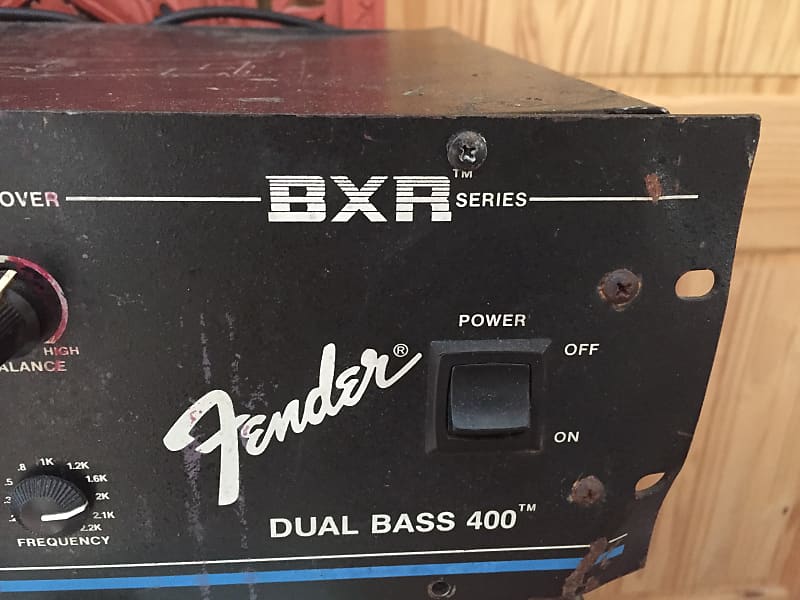 OVER
BXR™ SERIES
POWER
OFF
ON
HIGH
ALANCE
Fender®
.8 1K 1.2K
.5 1.6K
2K
2.1K
2.2K
FREQUENCY
DUAL BASS 400™